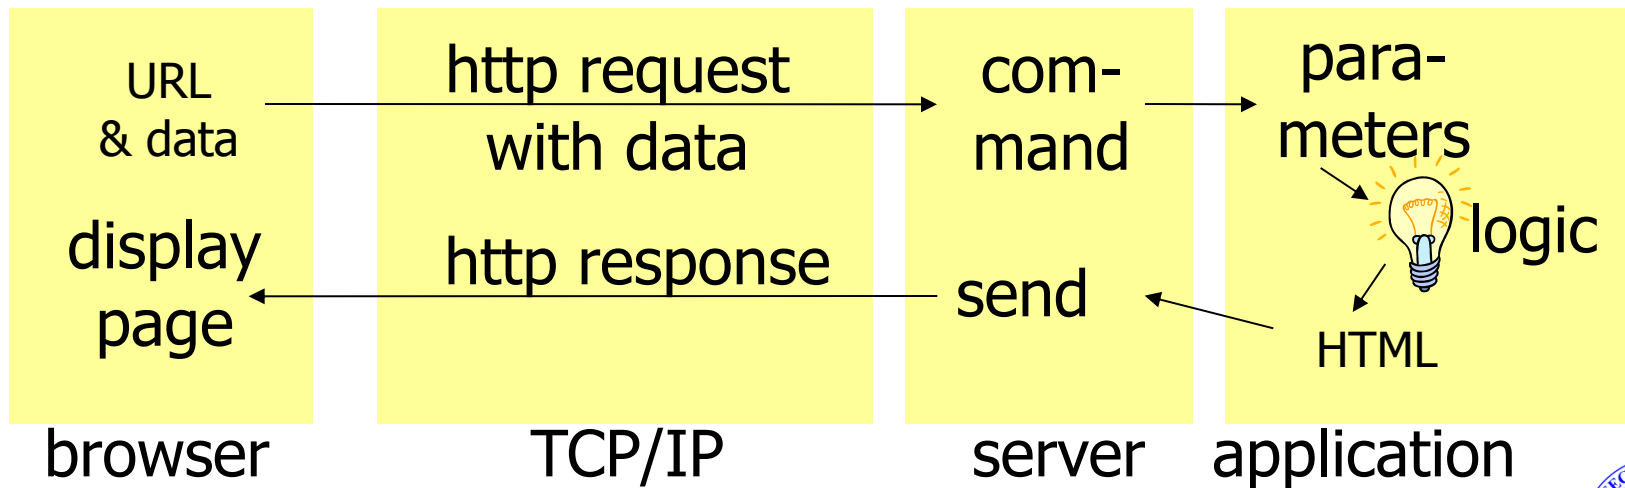 URL
& data
display
page
http request
with data
http response
com-
mand
send
para-
meters
logic
HTML
browser
TCP/IP
server
application